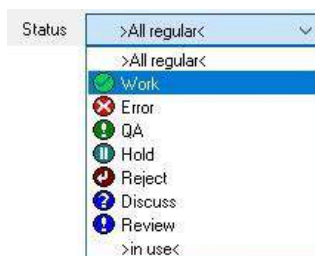 Status >All regular<
>All regular<
Work
Error
QA
Hold
Reject
Discuss
Review
>in use<